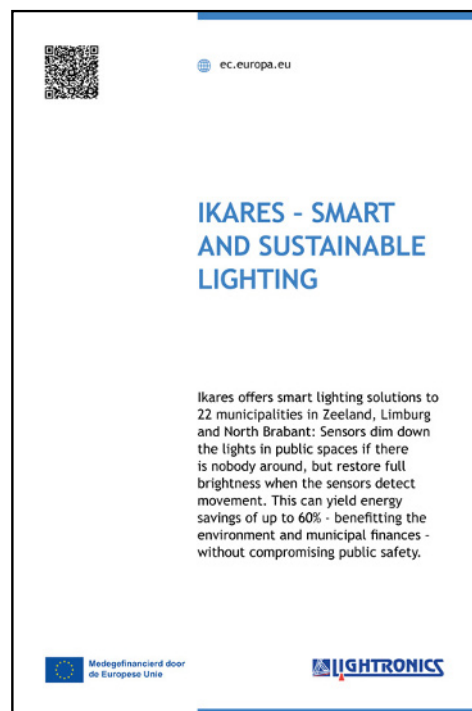 ec.europa.eu
IKARES – SMART
AND SUSTAINABLE
LIGHTING
Ikares offers smart lighting solutions to
22 municipalities in Zeeland, Limburg
and North Brabant: Sensors dim down
the lights in public spaces if there
is nobody around, but restore full
brightness when the sensors detect
movement. This can yield energy
savings of up to 60% - benefitting the
environment and municipal finances -
without compromising public safety.
Medegefinancierd door
de Europese Unie
LIGHTRONICS